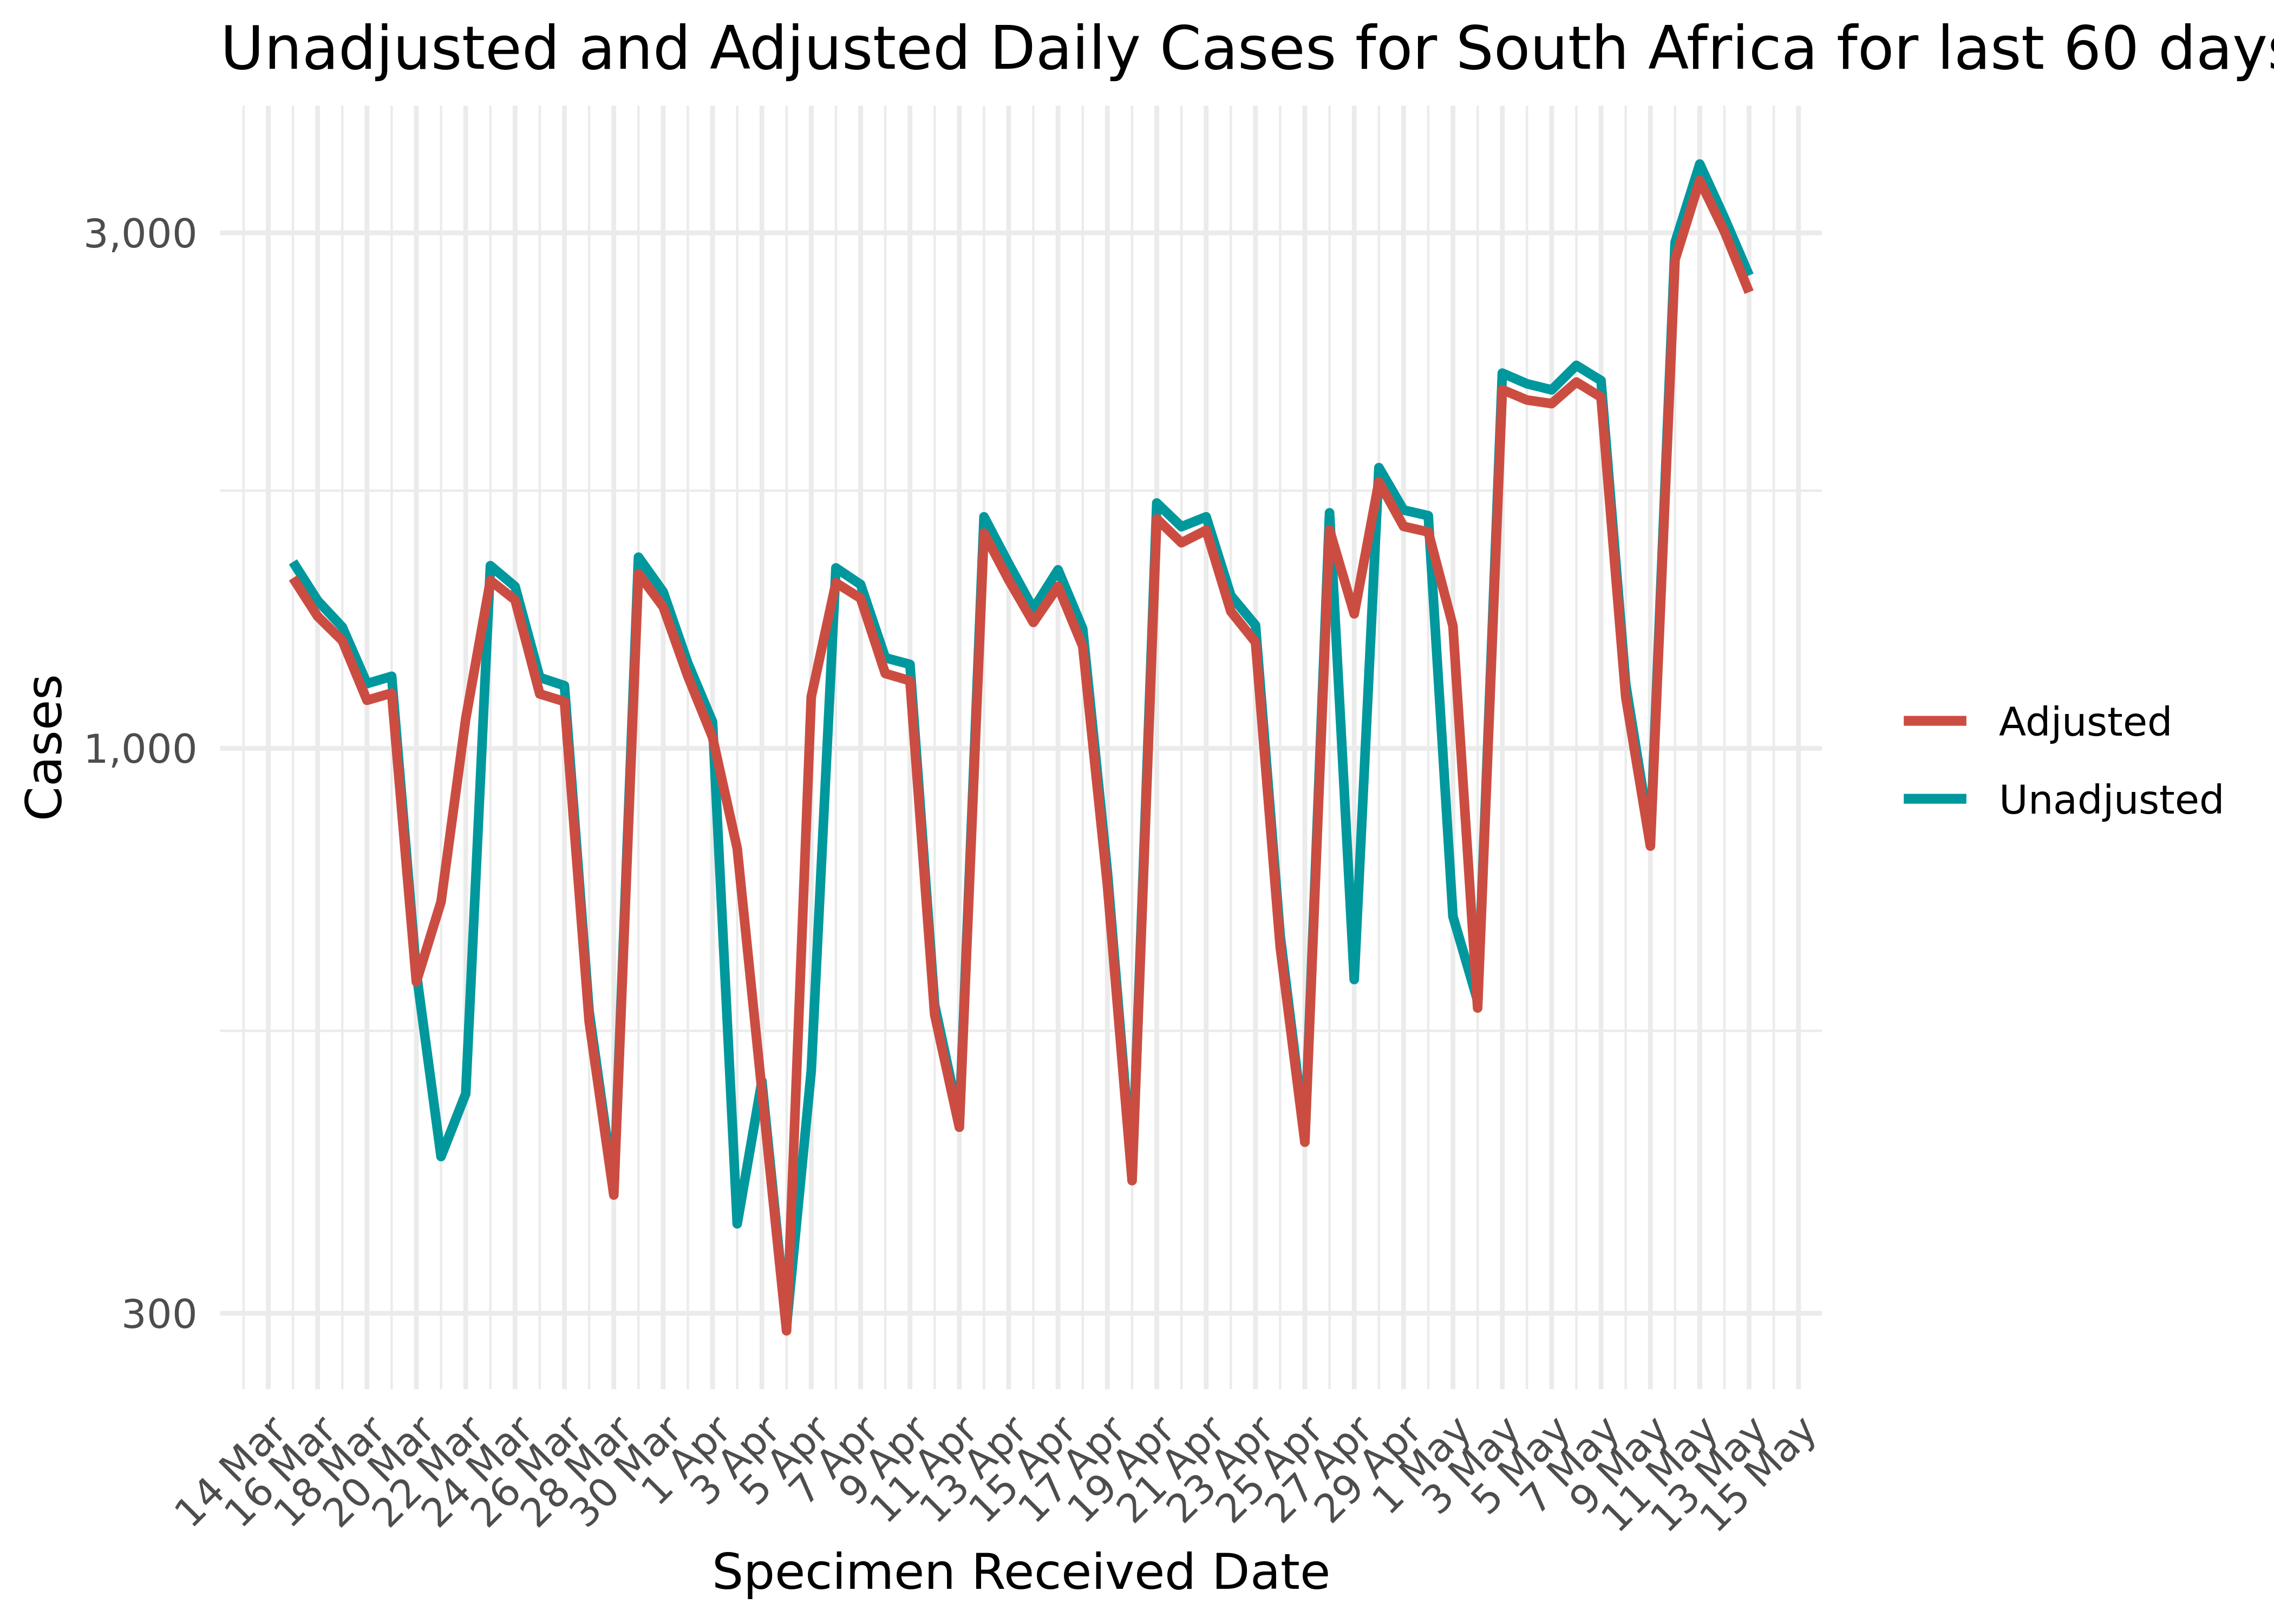 Unadjusted and Adjusted Daily Cases for South Africa for last 60 days
3,000
1,000
300
Cases
14 Mar
16 Mar
18 Mar
20 Mar
22 Mar
24 Mar
26 Mar
28 Mar
30 Mar
1 Apr
3 Apr
5 Apr
7 Apr
9 Apr
11 Apr
13 Apr
15 Apr
17 Apr
19 Apr
21 Apr
23 Apr
25 Apr
27 Apr
29 Apr
1 May
3 May
5 May
7 May
9 May
11 May
13 May
15 May
Specimen Received Date
Adjusted
Unadjusted